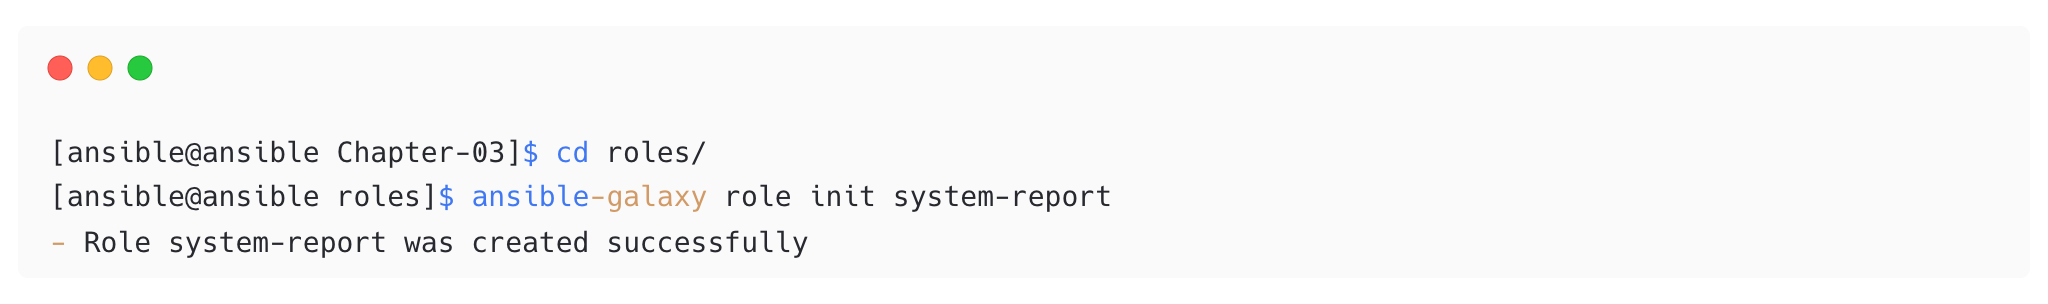 [ansible@ansible Chapter-03]$ cd roles/
[ansible@ansible roles]$ ansible-galaxy role init system-report
- Role system-report was created successfully